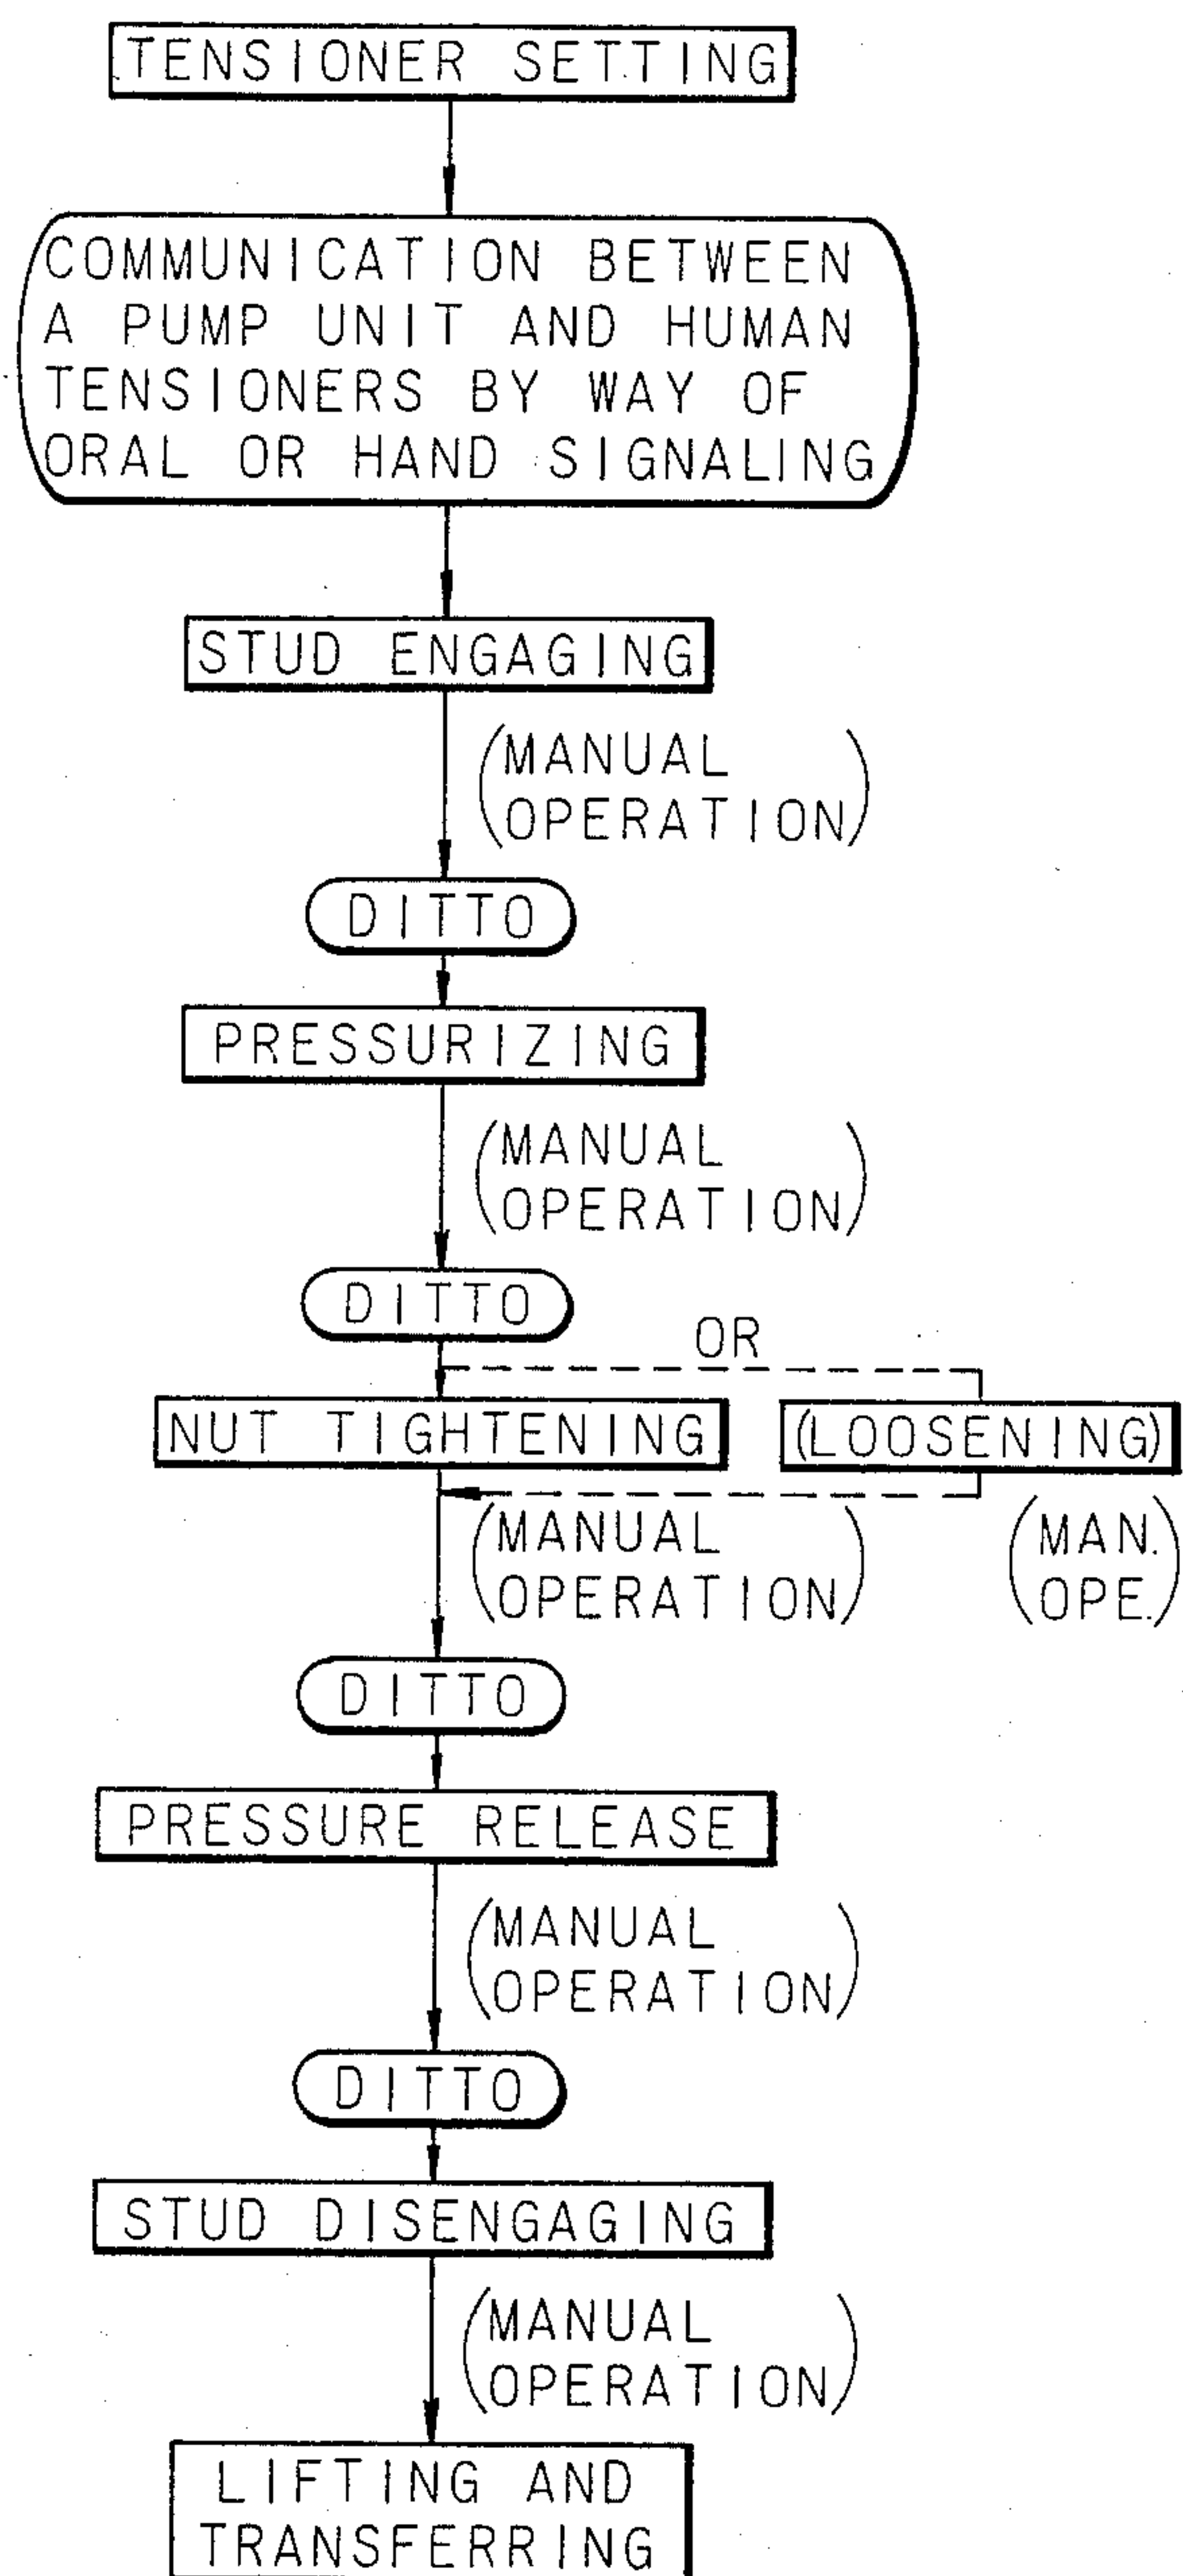 TENSIONER SETTING
COMMUNICATION BETWEEN
A PUMP UNIT AND HUMAN
TENSIONERS BY WAY OF
ORAL OR HAND SIGNALING
STUD ENGAGING
(MANUAL
OPERATION)
DITTO
PRESSURIZING
(MANUAL
OPERATION)
DITTO
OR
NUT TIGHTENING
(LOOSENING)
(MANUAL
OPERATION)
(MAN.
OPE.)
DITTO
PRESSURE RELEASE
(MANUAL
OPERATION)
DITTO
STUD DISENGAGING
(MANUAL
OPERATION)
LIFTING AND
TRANSFERRING